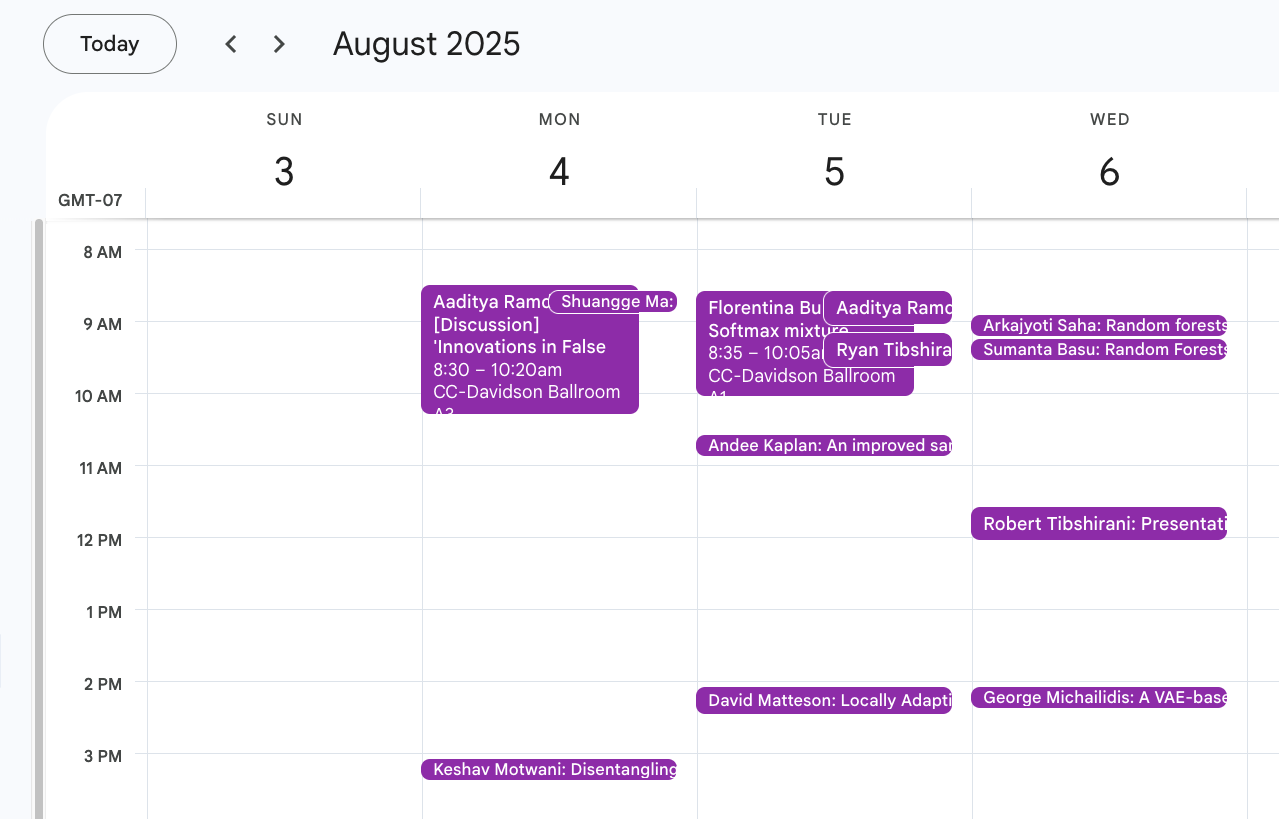 Today
August 2025
SUN
MON
TUE
WED
3
4
5
6
GMT-07
8 AM
9 AM
10 AM
11 AM
12 PM
1 PM
2 PM
3 PM
Aaditya Ramd
[Discussion]
'Innovations in False
8:30 – 10:20am
CC-Davidson Ballroom
A3
Shuangge Ma:
Keshav Motwani: Disentangling
Florentina Bu
Softmax mixture
8:35 – 10:05am
CC-Davidson Ballroom
A1
Aaditya Ramd
Ryan Tibshira
Andee Kaplan: An improved sam
David Matteson: Locally Adapti
Arkajyoti Saha: Random forests
Sumanta Basu: Random Forests
Robert Tibshirani: Presentati
George Michailidis: A VAE-base